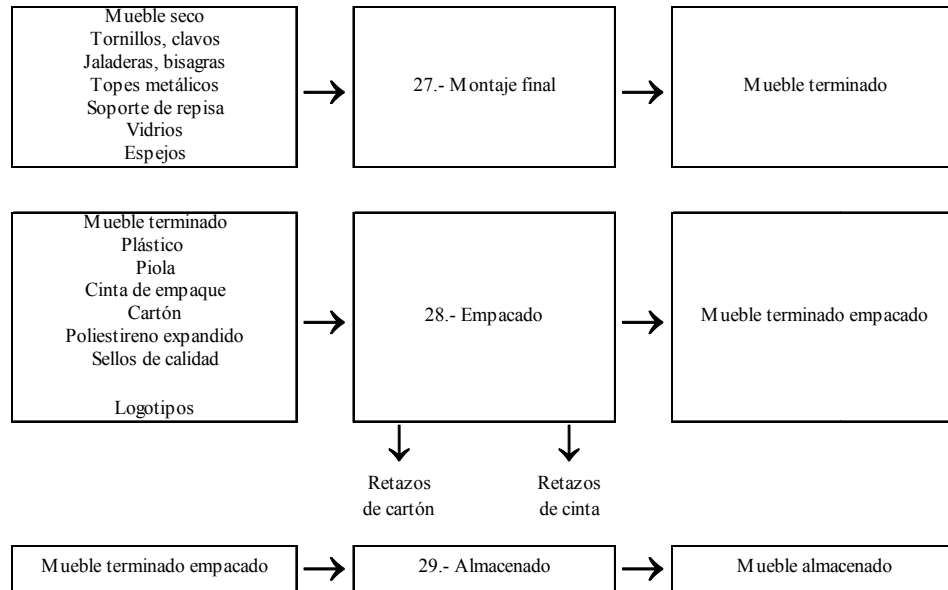 Mueble seco
Tornillos, clavos
Jaladeras, bisagras
Topes metálicos
Soporte de repisa
Vidrios
Espejos
27.- Montaje final
Mueble terminado
Mueble terminado
Plástico
Piola
Cinta de empaque
Cartón
Poliestireno expandido
Sellos de calidad
Logotipos
28.- Empacado
Mueble terminado empacado
Retazos
de cartón
Retazos
de cinta
Mueble terminado empacado
29.- Almacenado
Mueble almacenado